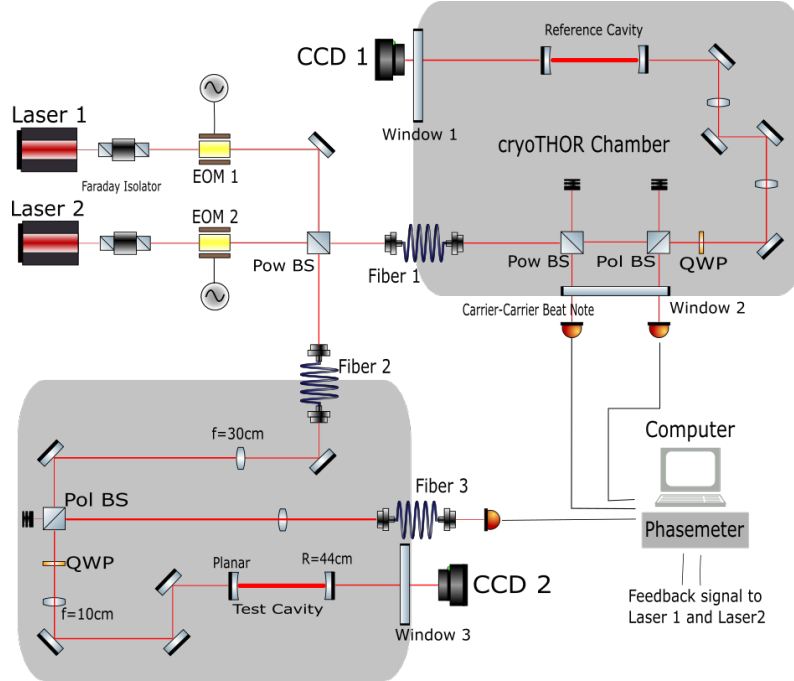 CCD 1
Reference Cavity
Laser 1
Window 1
cryoTHOR Chamber
Faraday Isolator
EOM 1
Laser 2
EOM 2
Pow BS
Fiber 1
Pow BS
Pol BS
QWP
Carrier-Carrier Beat Note
Window 2
Fiber 2
f=30cm
Computer
Pol BS
Fiber 3
Phasemeter
QWP
Planar
R=44cm
CCD 2
f=10cm
Test Cavity
Window 3
Feedback signal to
Laser 1 and Laser2